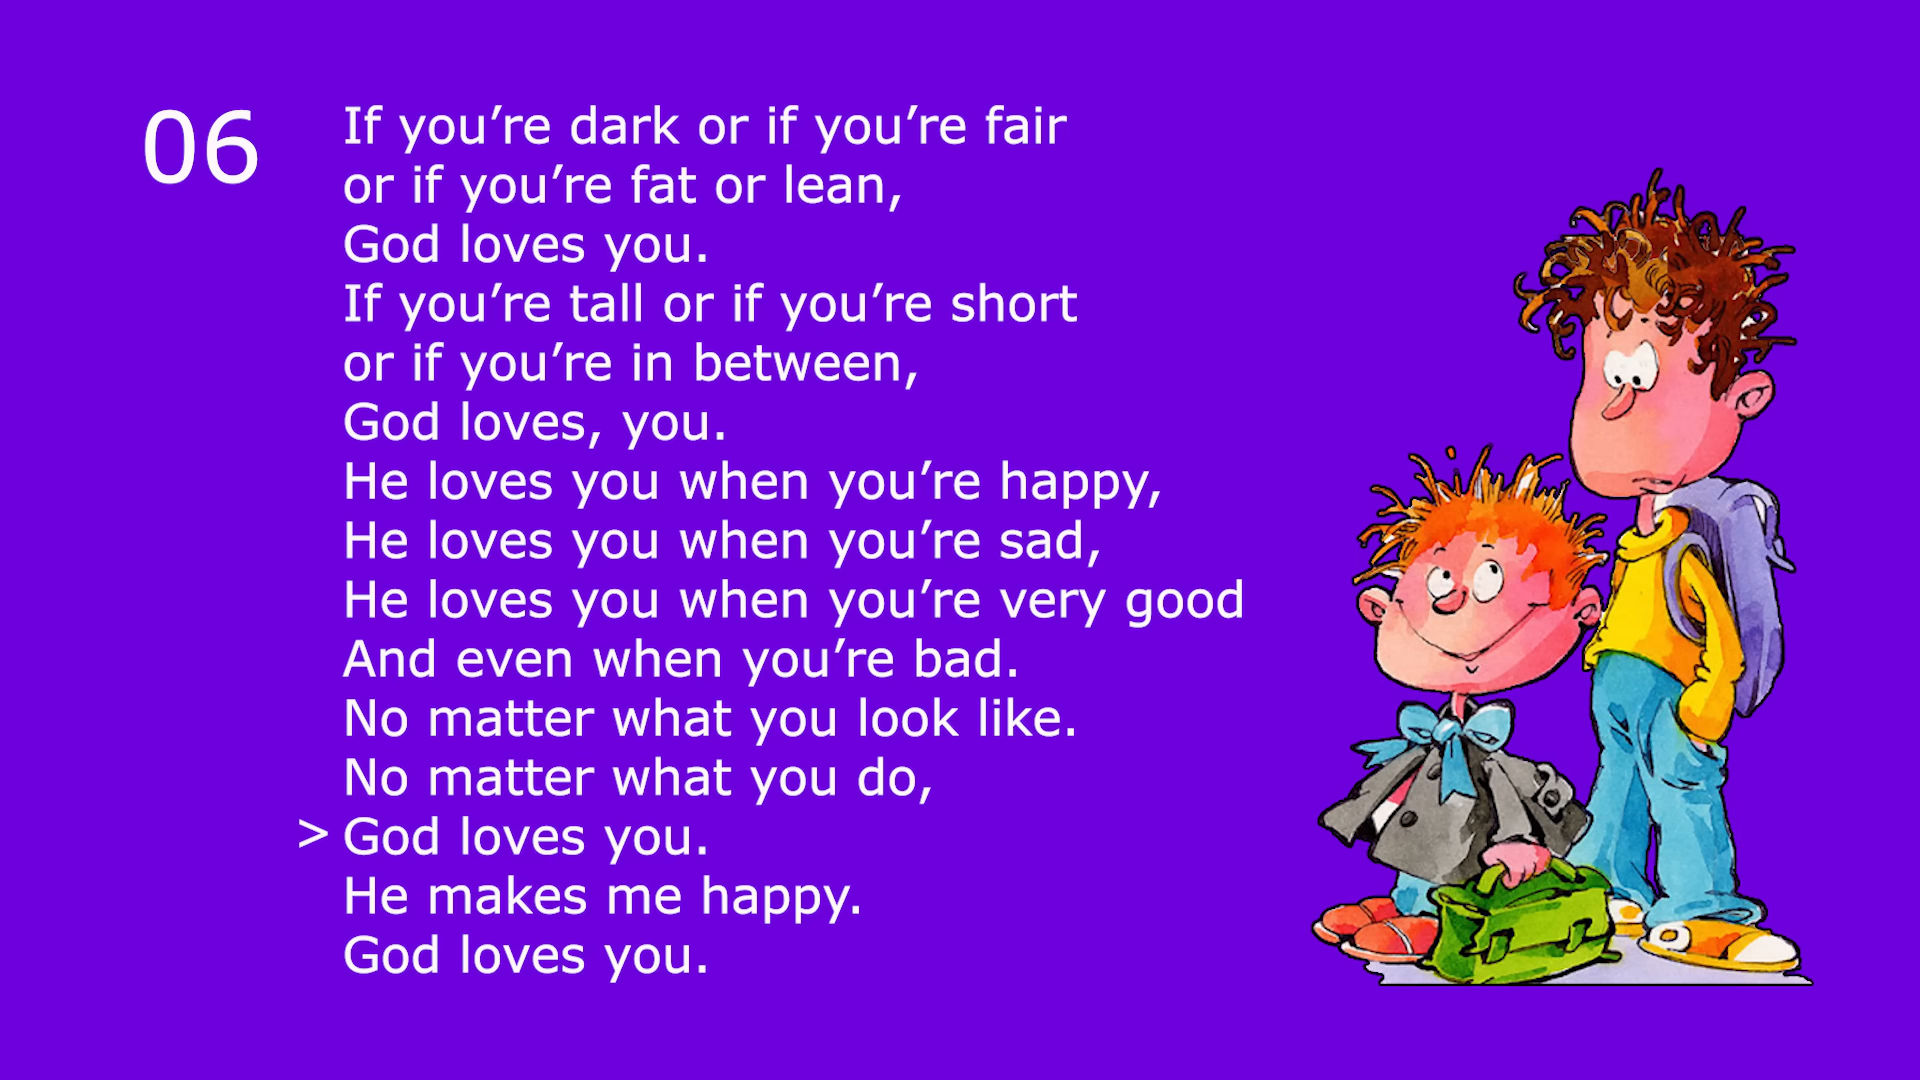 06
If you’re dark or if you’re fair
or if you’re fat or lean,
God loves you.
If you’re tall or if you’re short
or if you’re in between,
God loves, you.
He loves you when you’re happy,
He loves you when you’re sad,
He loves you when you’re very good
And even when you’re bad.
No matter what you look like.
No matter what you do,
> God loves you.
He makes me happy.
God loves you.